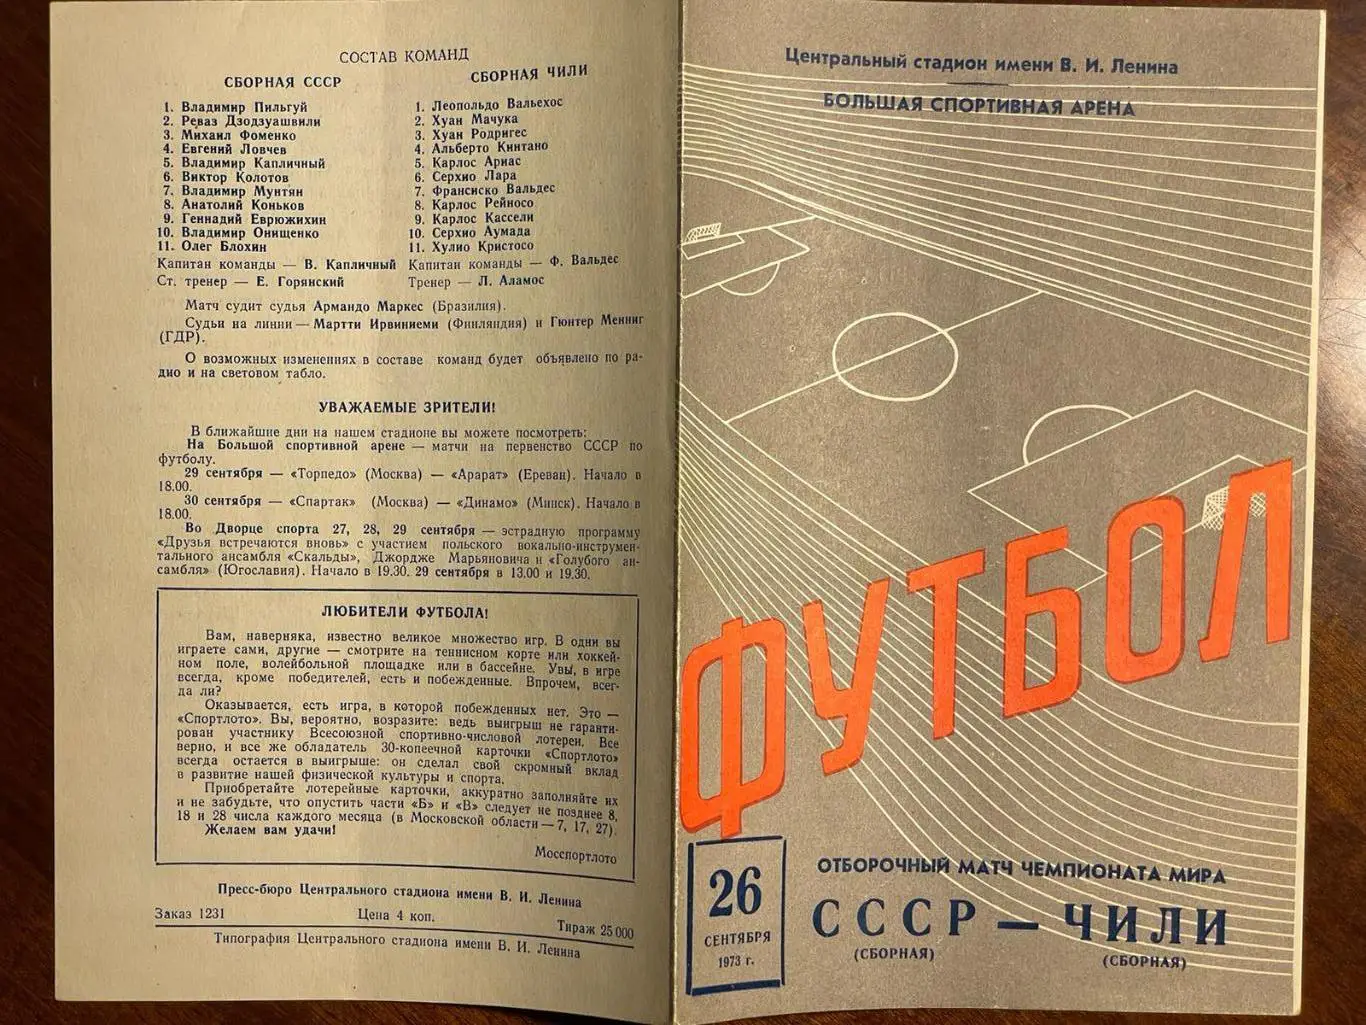 СОСТАВ КОМАНД
СБОРНАЯ СССР
1. Владимир Пильгуй
2. Реваз Дзодзуашвили
3. Михаил Фоменко
4. Евгений Ловчев
5. Владимир Капличный
6. Виктор Колотов
7. Владимир Мунтян
8. Анатолий Коньков
9. Геннадий Еврюжихин
10. Владимир Онищенко
11. Олег Блохин
Капитан команды — В. Капличный
Ст. тренер — Е. Горянский
СБОРНАЯ ЧИЛИ
1. Леопольдо Вальехос
2. Хуан Мачука
3. Хуан Родригес
4. Альберто Кинтано
5. Карлос Ариас
6. Серхио Лара
7. Франсиско Вальдес
8. Карлос Рейносо
9. Карлос Кассели
10. Серхио Аумада
11. Хулио Кристосо
Капитан команды — Ф. Вальдес
Тренер — Л. Аламос
Матч судит судья Армандо Маркес (Бразилия).
Судьи на линии — Мартти Ирвиниеми (Финляндия) и Гюнтер Менниг
(ГДР).
О возможных изменениях в составе команд будет объявлено по ра-
дио и на световом табло.
УВАЖАЕМЫЕ ЗРИТЕЛИ!
В ближайшие дни на нашем стадионе вы можете посмотреть:
На Большой спортивной арене — матчи на первенство СССР по
футболу.
29 сентября — «Торпедо» (Москва) — «Арарат» (Ереван). Начало в
18.00.
30 сентября — «Спартак» (Москва) — «Динамо» (Минск). Начало в
18.00.
Во Дворце спорта 27, 28, 29 сентября — эстрадную программу
«Друзья встречаются вновь» с участием польского вокально-инструмен-
тального ансамбля «Скальды», Джордже Марьяновича и «Голубого ан-
самбля» (Югославия). Начало в 19.30. 29 сентября в 13.00 и 19.30.
ЛЮБИТЕЛИ ФУТБОЛА!
Вам, наверняка, известно великое множество игр. В одни вы
играете сами, другие — смотрите на теннисном корте или хоккей-
ном поле, волейбольной площадке или в бассейне. Увы, в игре
всегда, кроме победителей, есть и побежденные. Впрочем, всег-
да ли?
Оказывается, есть игра, в которой побежденных нет. Это —
«Спортлото». Вы, вероятно, возразите: ведь выигрыш не гаранти-
рован участнику Всесоюзной спортивно-числовой лотереи. Все
верно, и все же обладатель 30-копеечной карточки «Спортлото»
всегда остается в выигрыше: он сделал свой скромный вклад
в развитие нашей физической культуры и спорта.
Приобретайте лотерейные карточки, аккуратно заполняйте их
и не забудьте, что опустить части «Б» и «В» следует не позднее 8,
18 и 28 числа каждого месяца (в Московской области — 7, 17, 27).
Желаем вам удачи!
Мосспортлото
Пресс-бюро Центрального стадиона имени В. И. Ленина
Заказ 1231 Цена 4 коп. Тираж 25 000
Типография Центрального стадиона имени В. И. Ленина
Центральный стадион имени В. И. Ленина
БОЛЬШАЯ СПОРТИВНАЯ АРЕНА
ФУТБОЛ
26
СЕНТЯБРЯ
1973 г.
ОТБОРОЧНЫЙ МАТЧ ЧЕМПИОНАТА МИРА
СССР — ЧИЛИ
(СБОРНАЯ) (СБОРНАЯ)